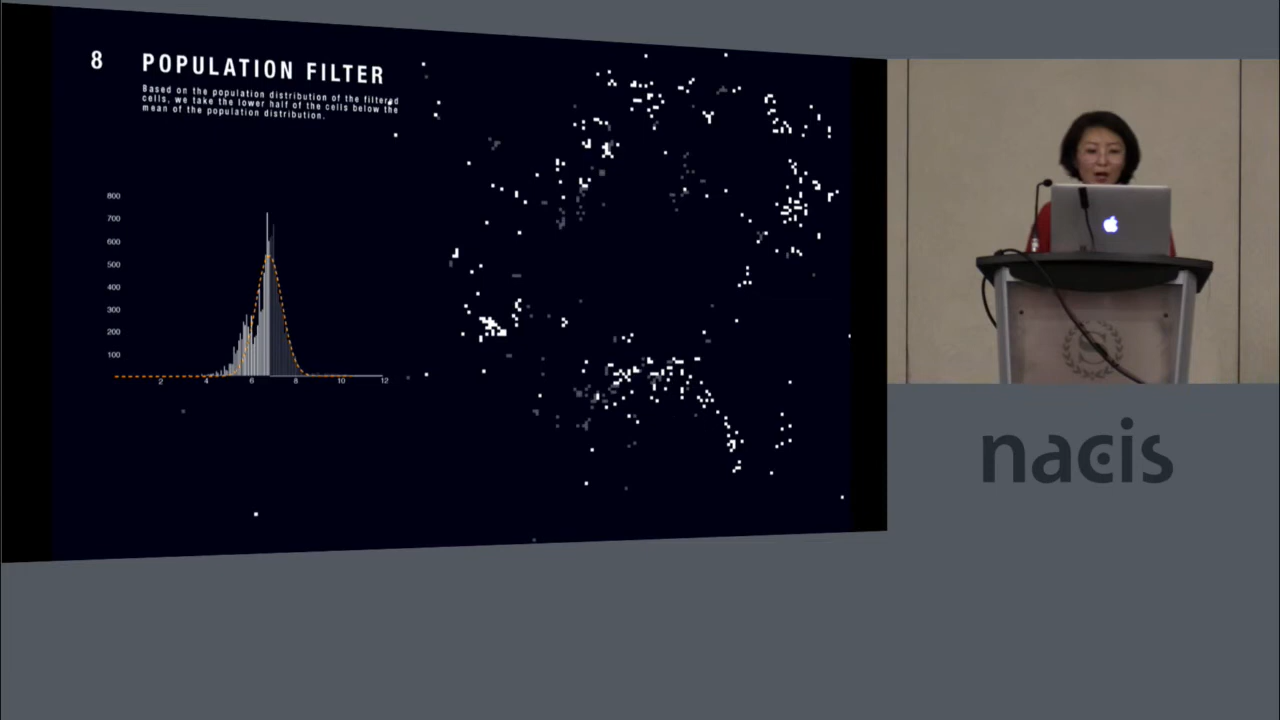 8 POPULATION FILTER
Based on the population distribution of the filtered
cells, we take the lower half of the cells below the
mean of the population distribution.
800
700
600
500
400
300
200
100
2 4 6 8 10 12
S
nacis